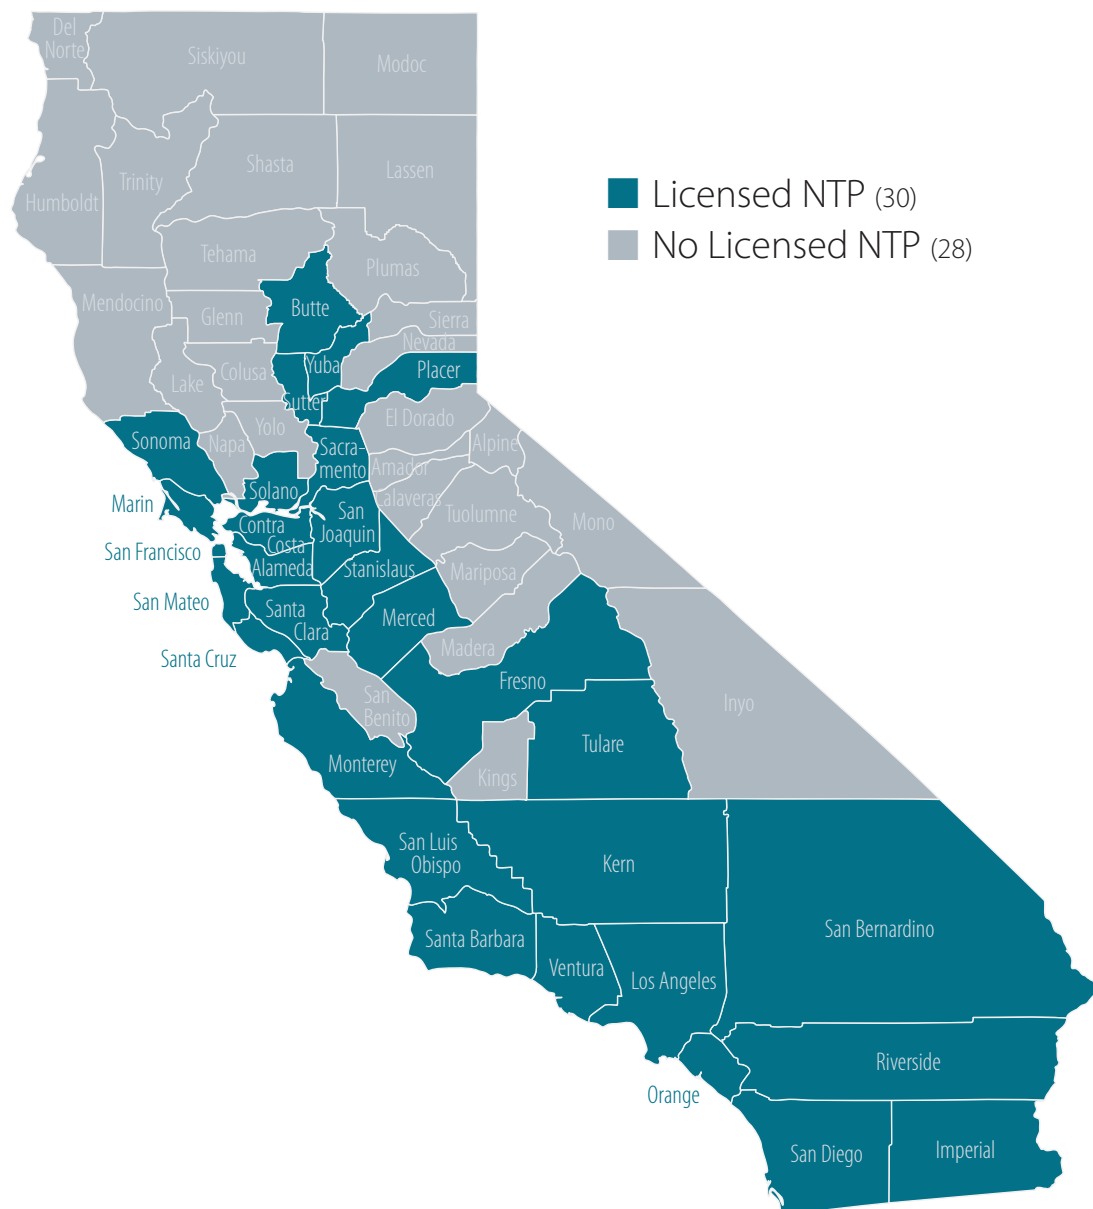 Del
Norte
Siskiyou
Modoc
Shasta
Lassen
Trinity
Humboldt
Licensed NTP (30)
No Licensed NTP (28)
Tehama
Plumas
Mendocino
Glenn
Butte
Sierra
Nevada
Colusa
Yuba
Placer
Lake
Sutter
El Dorado
Yolo
Sonoma
Napa
Sacra-
mento
Alpine
Amador
Solano
Calaveras
Marin
San
Joaquin
Tuolumne
Mono
Contra
Costa
San Francisco
Alameda
Stanislaus
Mariposa
San Mateo
Santa
Clara
Merced
Madera
Santa Cruz
Fresno
San
Benito
Inyo
Tulare
Monterey
Kings
San Luis
Obispo
Kern
San Bernardino
Santa Barbara
Ventura
Los Angeles
Riverside
Orange
San Diego
Imperial